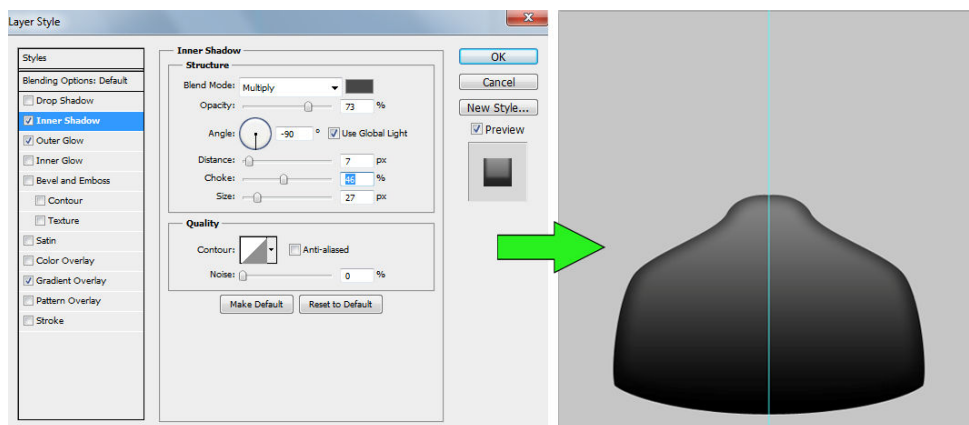 Layer Style
Styles
Blending Options: Default
Drop Shadow
Inner Shadow
Outer Glow
Inner Glow
Bevel and Emboss
Contour
Texture
Satin
Color Overlay
Gradient Overlay
Pattern Overlay
Stroke
Inner Shadow
Structure
Blend Mode: Multiply
Opacity: 73 %
Angle: -90 ° Use Global Light
Distance: 7 px
Choke: 46 %
Size: 27 px
Quality
Contour: Anti-aliased
Noise: 0 %
Make Default Reset to Default
OK
Cancel
New Style...
Preview